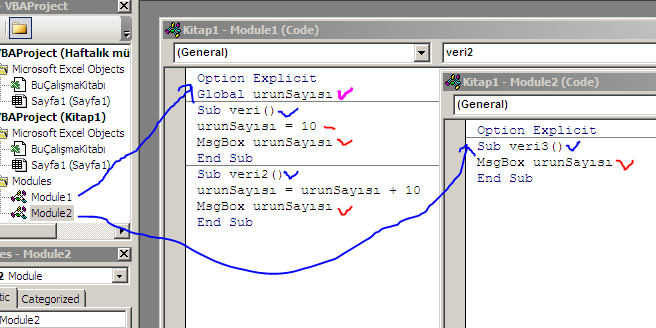 - VBAProject
VBAProject (Haftalık mü
Microsoft Excel Objects
BuÇalışmaKitabı
Sayfa1 (Sayfa1)
VBAProject (Kitap1)
Microsoft Excel Objects
BuÇalışmaKitabı
Sayfa1 (Sayfa1)
Modules
Module1
Module2
es - Module2
2 Module
tic
Categorized
Module2
Kitap1 - Module1 (Code)
(General)
veri2
Option Explicit
Global urunSayısı
Sub veri()
urunSayısı = 10
MsgBox urunSayısı
End Sub
Sub veri2()
urunSayısı = urunSayısı + 10
MsgBox urunSayısı
End Sub
Kitap1 - Module2 (Code)
(General)
Option Explicit
Sub veri3()
MsgBox urunSayısı
End Sub